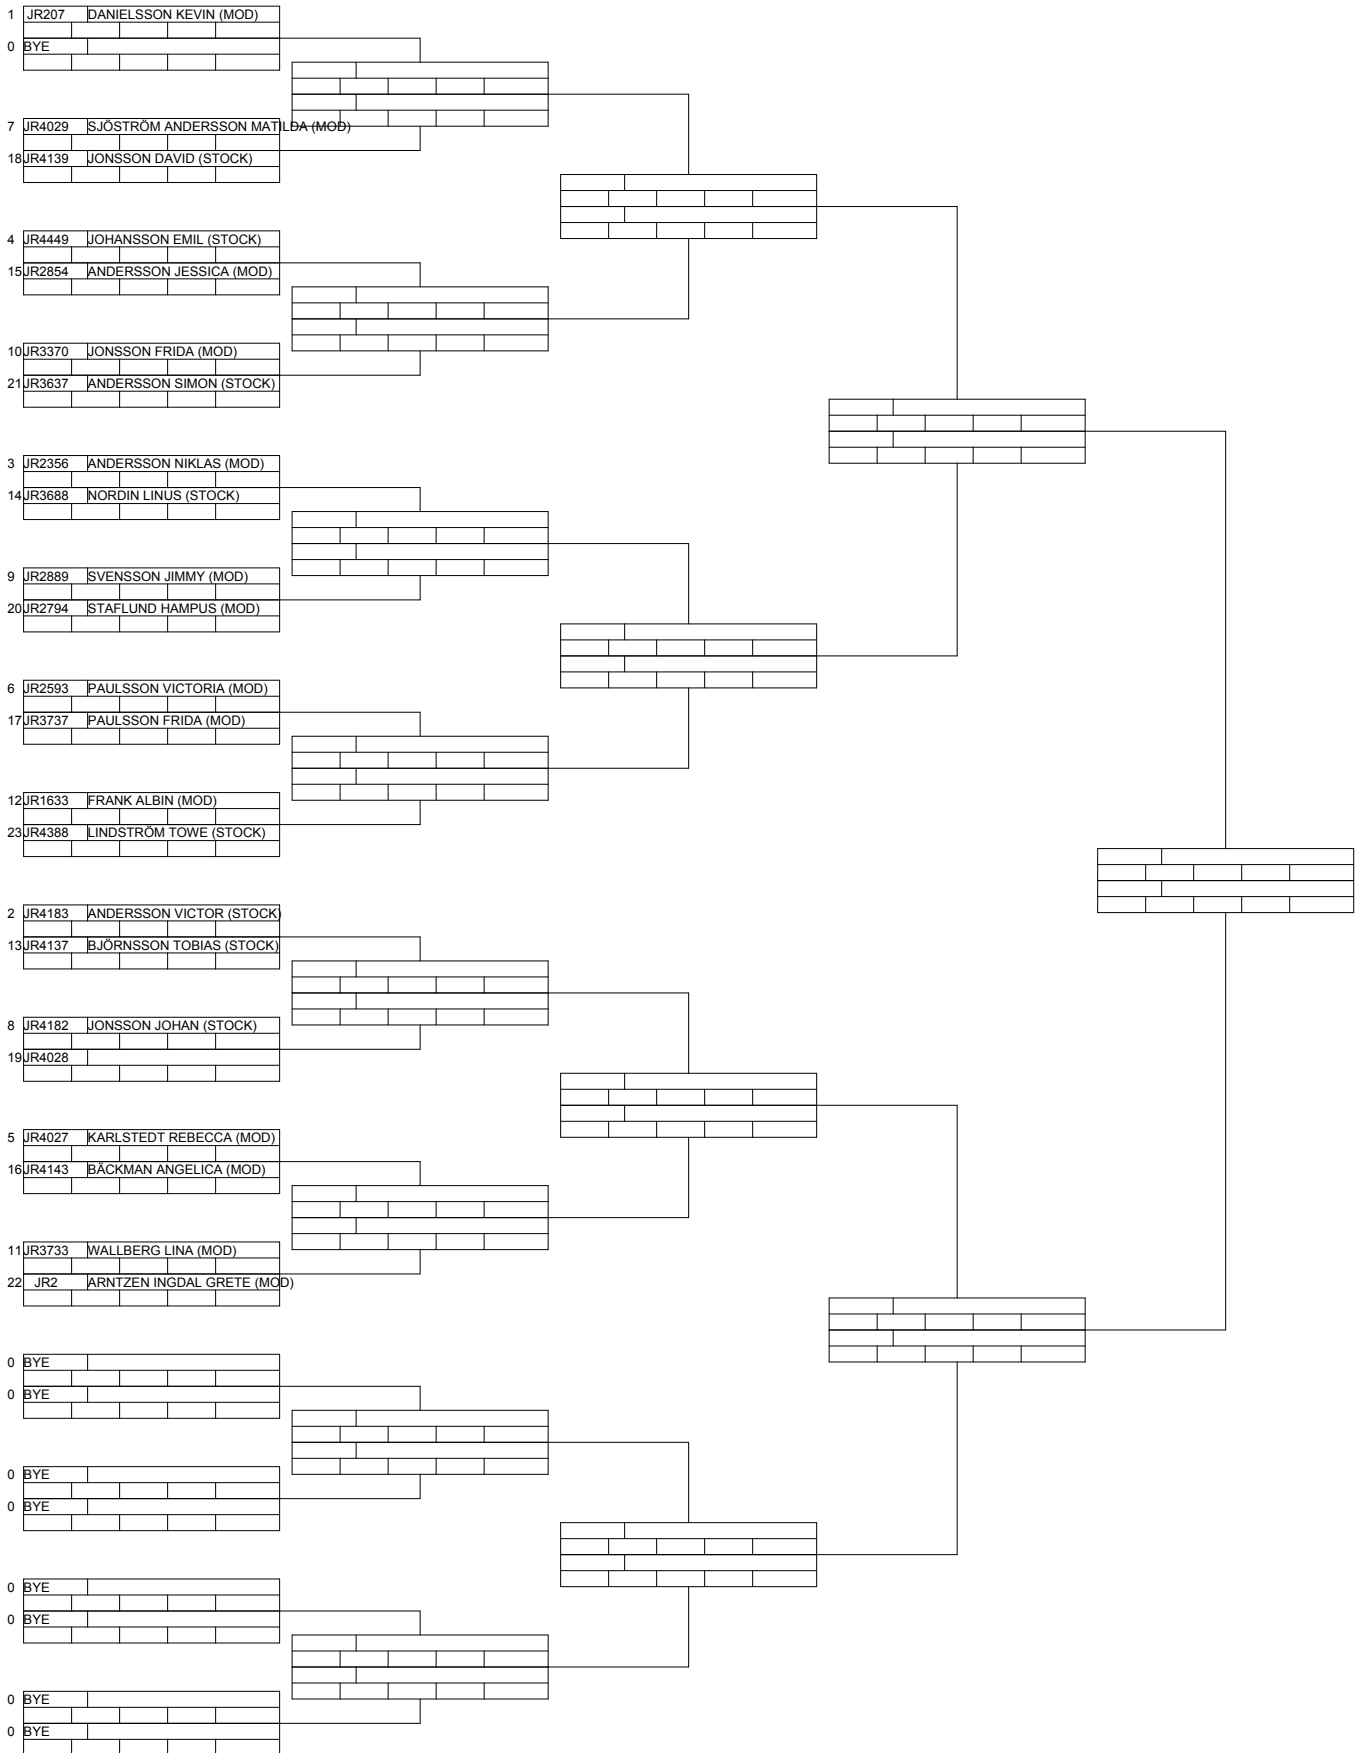 1 JR207 DANIELSSON KEVIN (MOD)
0 BYE
7 JR4029 SJÖSTRÖM ANDERSSON MATILDA (MOD)
18 JR4139 JONSSON DAVID (STOCK)
4 JR4449 JOHANSSON EMIL (STOCK)
15 JR2854 ANDERSSON JESSICA (MOD)
10 JR3370 JONSSON FRIDA (MOD)
21 JR3637 ANDERSSON SIMON (STOCK)
3 JR2356 ANDERSSON NIKLAS (MOD)
14 JR3688 NORDIN LINUS (STOCK)
9 JR2889 SVENSSON JIMMY (MOD)
20 JR2794 STAFLUND HAMPUS (MOD)
6 JR2593 PAULSSON VICTORIA (MOD)
17 JR3737 PAULSSON FRIDA (MOD)
12 JR1633 FRANK ALBIN (MOD)
23 JR4388 LINDSTRÖM TOWE (STOCK)
2 JR4183 ANDERSSON VICTOR (STOCK)
13 JR4137 BJÖRNSSON TOBIAS (STOCK)
8 JR4182 JONSSON JOHAN (STOCK)
19 JR4028
5 JR4027 KARLSTEDT REBECCA (MOD)
16 JR4143 BÄCKMAN ANGELICA (MOD)
11 JR3733 WALLBERG LINA (MOD)
22 JR2 ARNTZEN INGDAL GRETE (MOD)
0 BYE
0 BYE
0 BYE
0 BYE
0 BYE
0 BYE
0 BYE
0 BYE